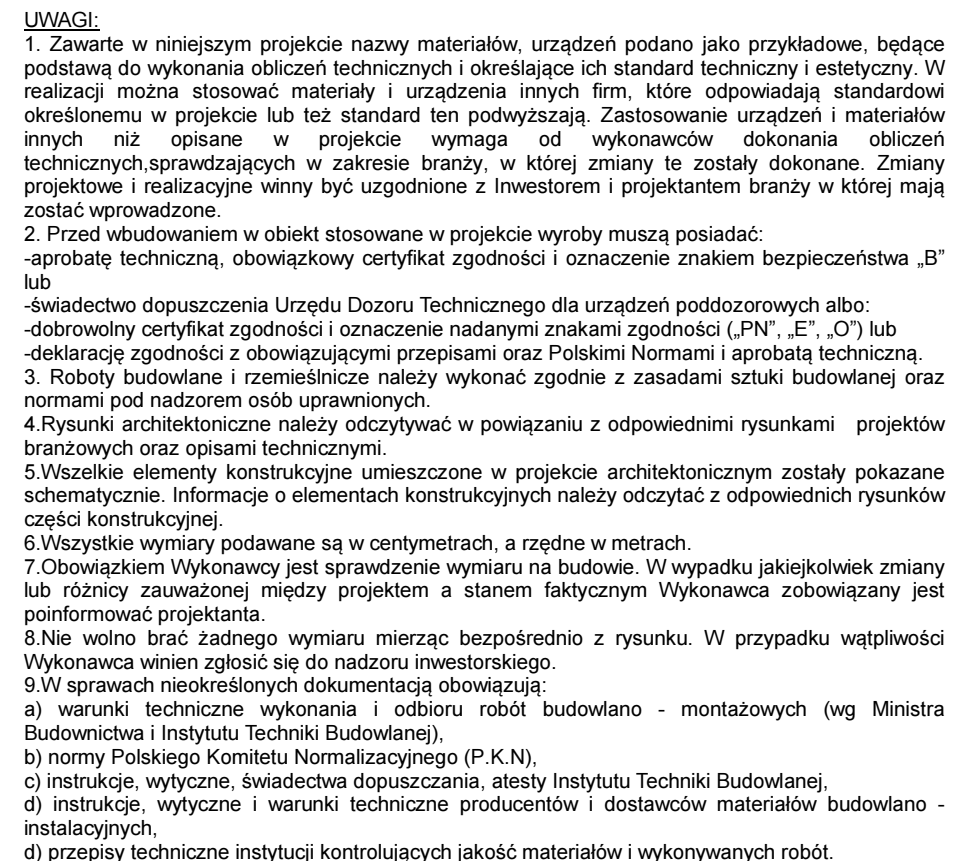 UWAGI:
1. Zawarte w niniejszym projekcie nazwy materiałów, urządzeń podano jako przykładowe, będące
podstawą do wykonania obliczeń technicznych i określające ich standard techniczny i estetyczny. W
realizacji można stosować materiały i urządzenia innych firm, które odpowiadają standardowi
określonemu w projekcie lub też standard ten podwyższają. Zastosowanie urządzeń i materiałów
innych niż opisane w projekcie wymaga od wykonawców dokonania obliczeń
technicznych,sprawdzających w zakresie branży, w której zmiany te zostały dokonane. Zmiany
projektowe i realizacyjne winny być uzgodnione z Inwestorem i projektantem branży w której mają
zostać wprowadzone.
2. Przed wbudowaniem w obiekt stosowane w projekcie wyroby muszą posiadać:
-aprobatę techniczną, obowiązkowy certyfikat zgodności i oznaczenie znakiem bezpieczeństwa „B”
lub
-świadectwo dopuszczenia Urzędu Dozoru Technicznego dla urządzeń poddozorowych albo:
-dobrowolny certyfikat zgodności i oznaczenie nadanymi znakami zgodności („PN”, „E”, „O”) lub
-deklarację zgodności z obowiązującymi przepisami oraz Polskimi Normami i aprobatą techniczną.
3. Roboty budowlane i rzemieślnicze należy wykonać zgodnie z zasadami sztuki budowlanej oraz
normami pod nadzorem osób uprawnionych.
4.Rysunki architektoniczne należy odczytywać w powiązaniu z odpowiednimi rysunkami projektów
branżowych oraz opisami technicznymi.
5.Wszelkie elementy konstrukcyjne umieszczone w projekcie architektonicznym zostały pokazane
schematycznie. Informacje o elementach konstrukcyjnych należy odczytać z odpowiednich rysunków
części konstrukcyjnej.
6.Wszystkie wymiary podawane są w centymetrach, a rzędne w metrach.
7.Obowiązkiem Wykonawcy jest sprawdzenie wymiaru na budowie. W wypadku jakiejkolwiek zmiany
lub różnicy zauważonej między projektem a stanem faktycznym Wykonawca zobowiązany jest
poinformować projektanta.
8.Nie wolno brać żadnego wymiaru mierząc bezpośrednio z rysunku. W przypadku wątpliwości
Wykonawca winien zgłosić się do nadzoru inwestorskiego.
9.W sprawach nieokreślonych dokumentacją obowiązują:
a) warunki techniczne wykonania i odbioru robót budowlano - montażowych (wg Ministra
Budownictwa i Instytutu Techniki Budowlanej),
b) normy Polskiego Komitetu Normalizacyjnego (P.K.N),
c) instrukcje, wytyczne, świadectwa dopuszczania, atesty Instytutu Techniki Budowlanej,
d) instrukcje, wytyczne i warunki techniczne producentów i dostawców materiałów budowlano -
instalacyjnych,
d) przepisy techniczne instytucji kontrolujących jakość materiałów i wykonywanych robót.